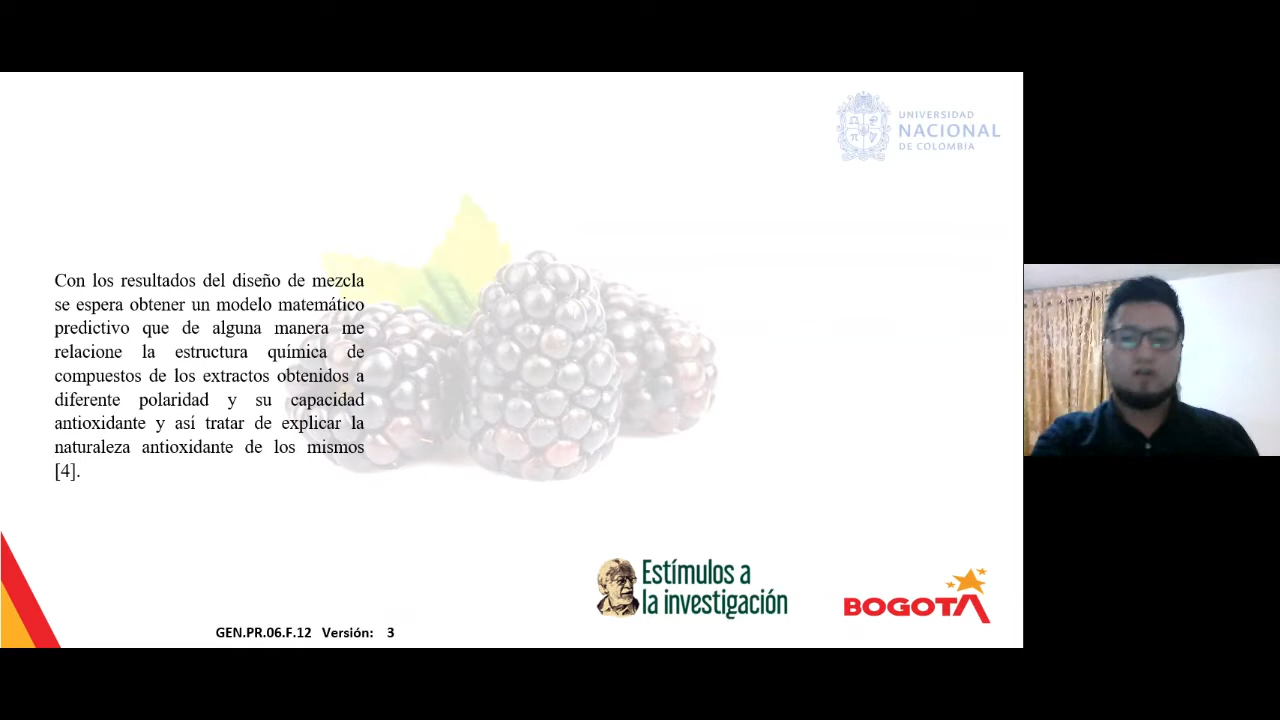 UNIVERSIDAD
NACIONAL
DE COLOMBIA
Con los resultados del diseño de mezcla
se espera obtener un modelo matemático
predictivo que de alguna manera me
relacione la estructura química de
compuestos de los extractos obtenidos a
diferente polaridad y su capacidad
antioxidante y así tratar de explicar la
naturaleza antioxidante de los mismos
[4].
Estímulos a
la investigación
BOGOTA
GEN.PR.06.F.12 Versión: 3